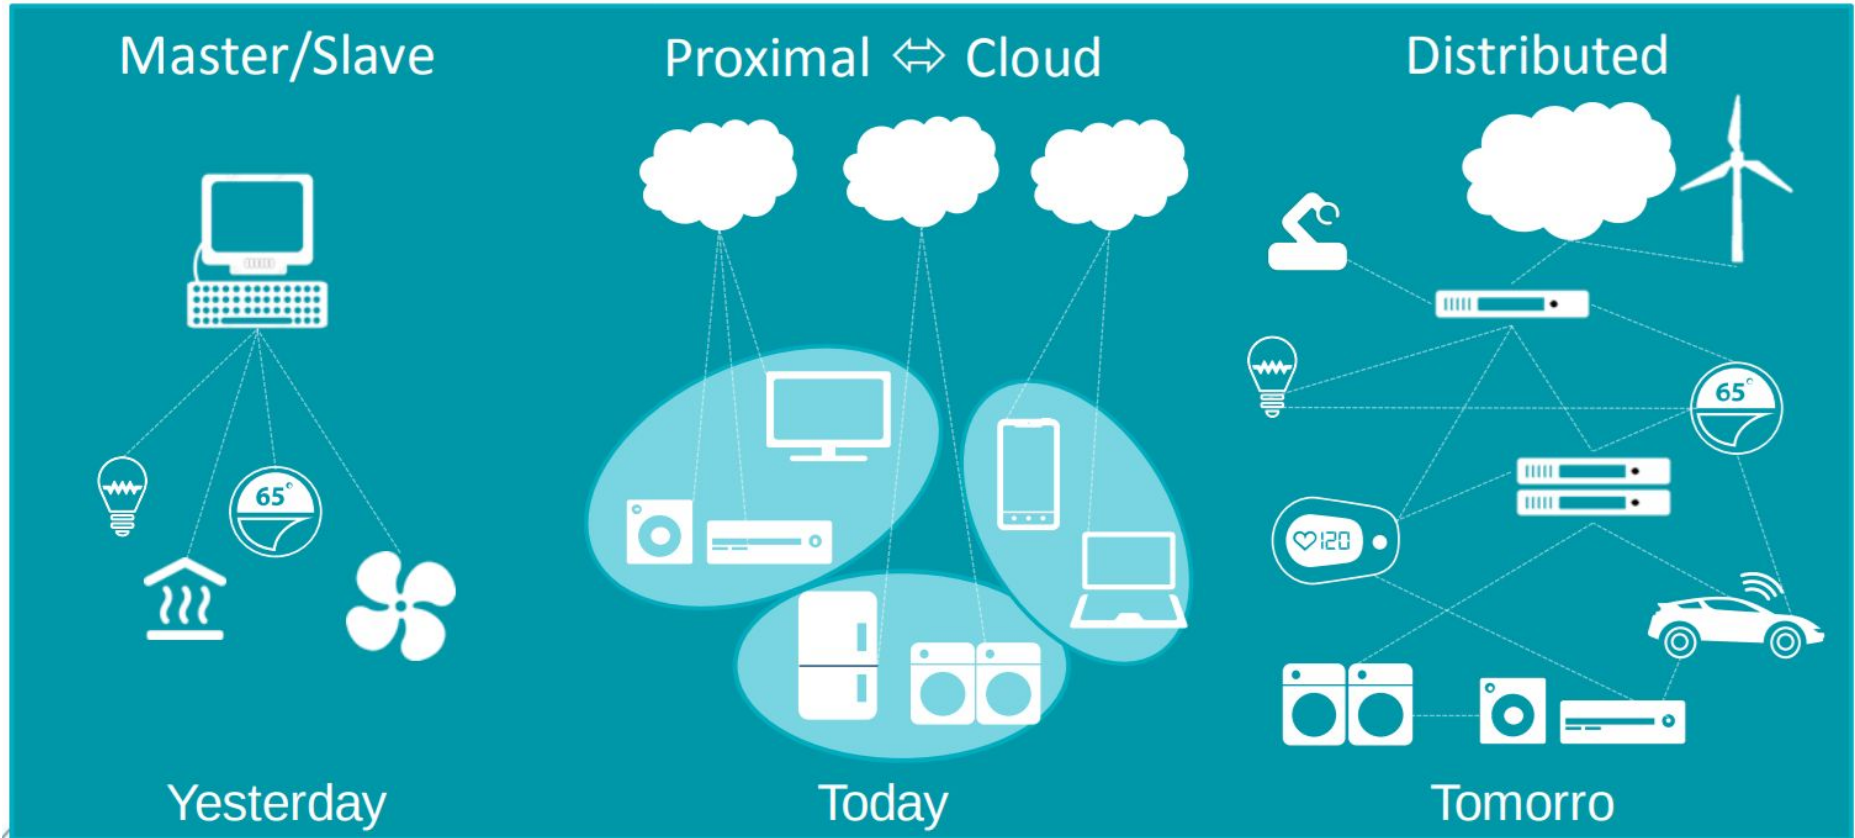 Master/Slave
Proximal ⬄ Cloud
Distributed
65°
65°
♡120
Yesterday
Today
Tomorro